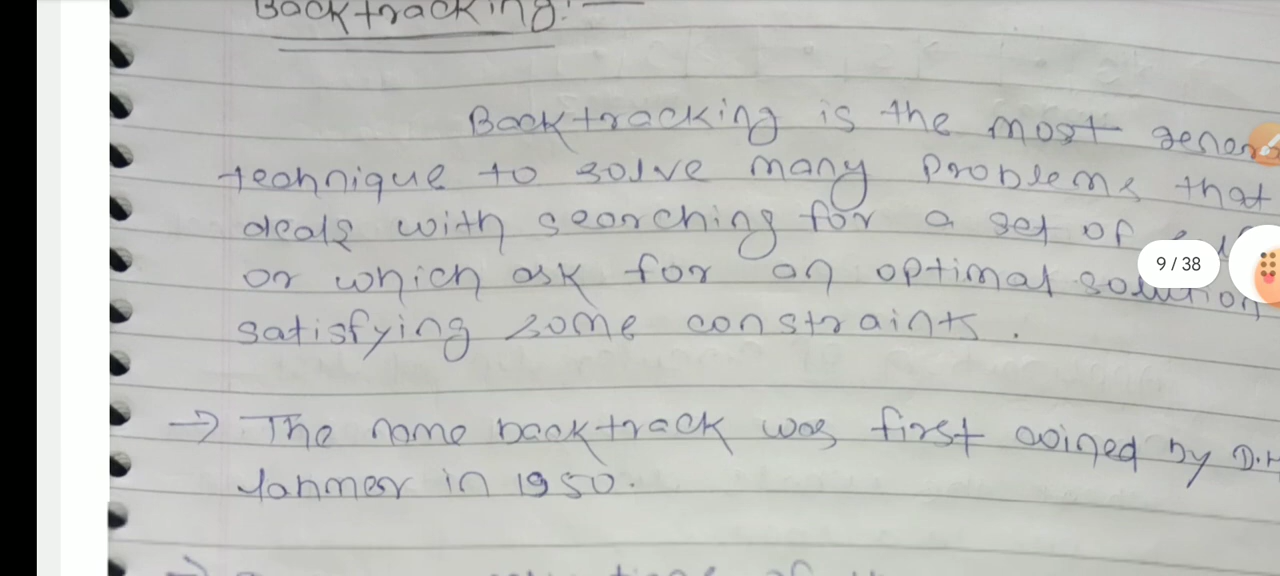 Backtracking:-
Backtracking is the most gener
technique to solve many problems that
deals with searching for a set of
or which ask for an optimal solution
satisfying some constraints.
9 / 38
→ The name backtrack was first coined by D.H
Lahmer in 1950.